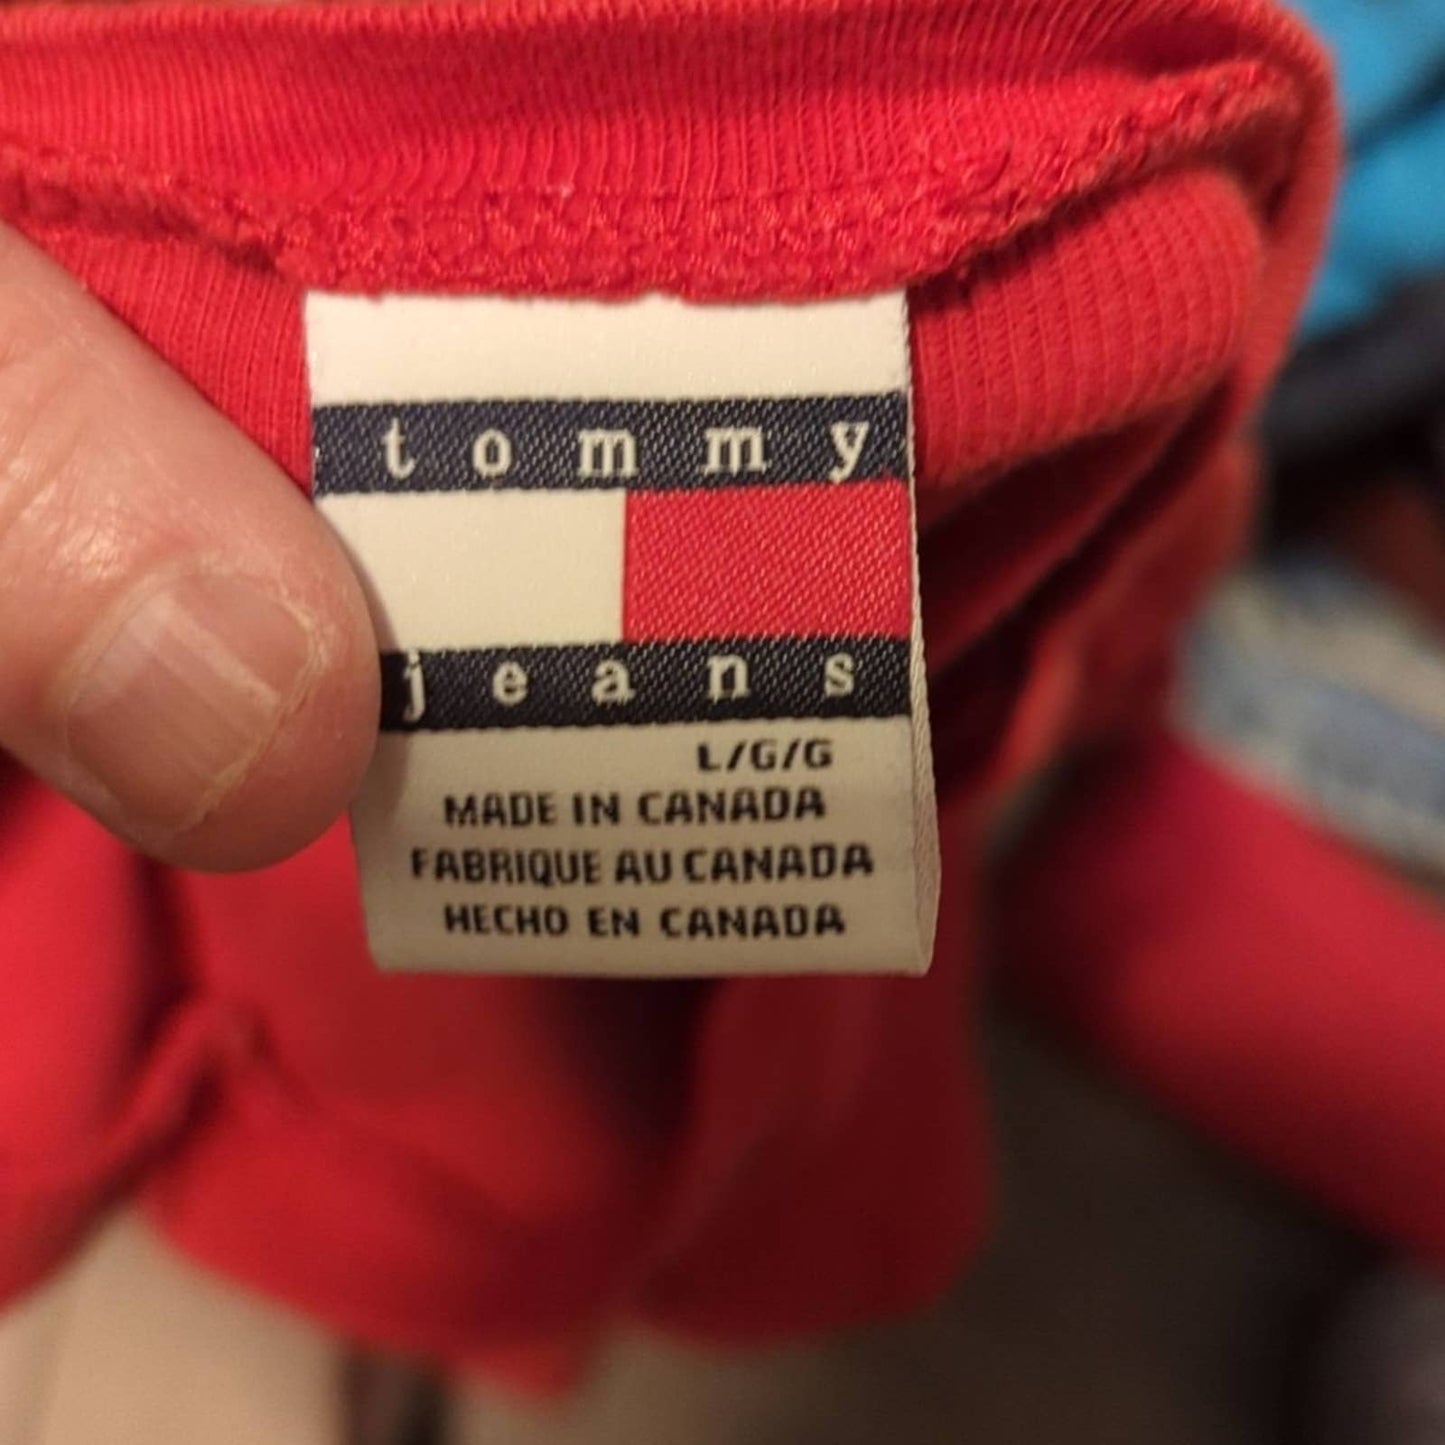 tommy
jeans
L/G/G
MADE IN CANADA
FABRIQUE AU CANADA
HECHO EN CANADA